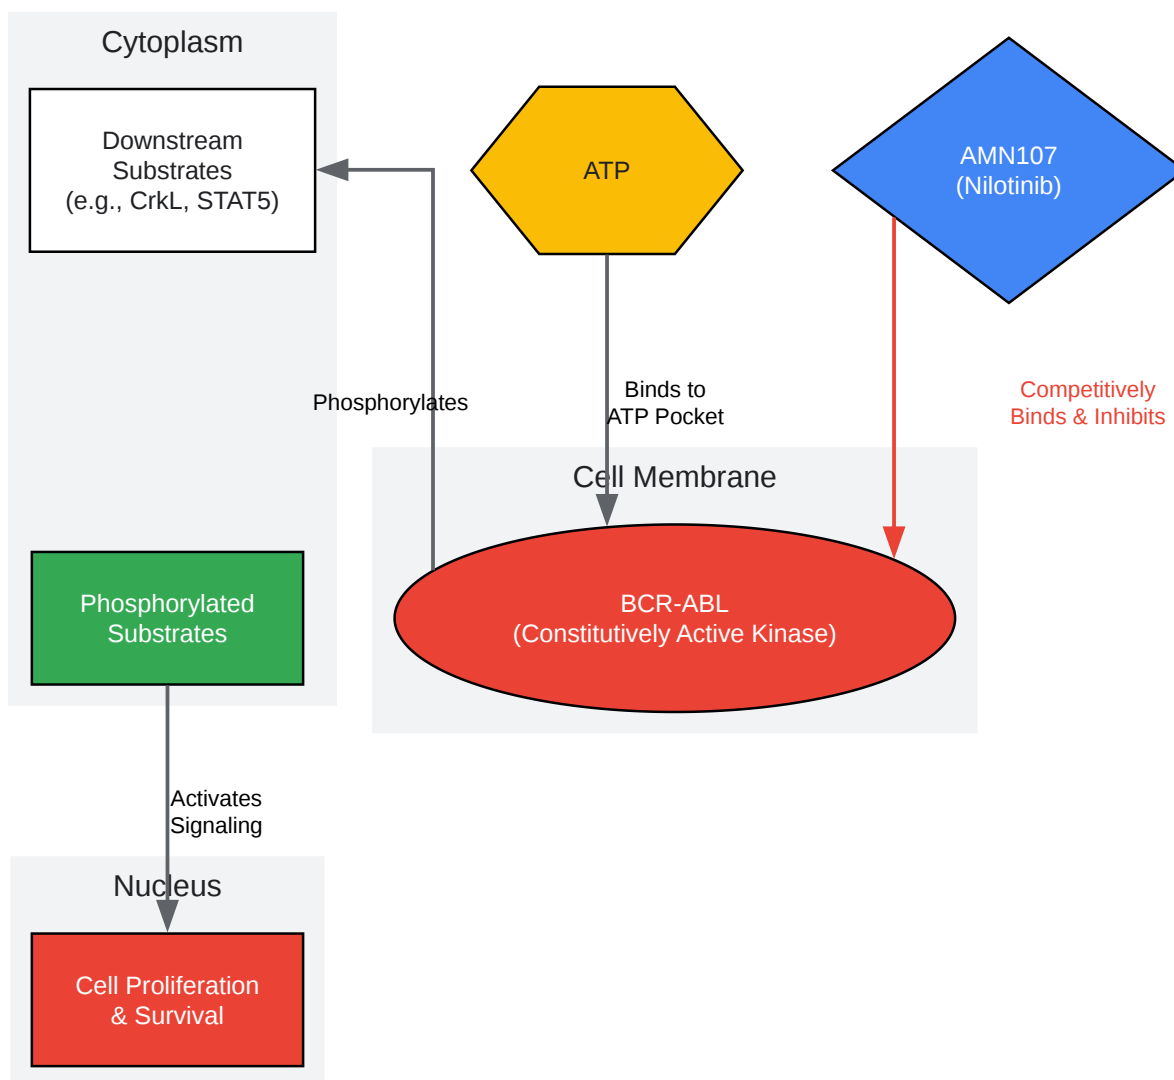 Cytoplasm
Downstream
Substrates
(e.g., CrkL, STAT5)
ATP
AMN107
(Nilotinib)
Phosphorylates
Binds to
ATP Pocket
Competitively
Binds & Inhibits
Cell Membrane
BCR-ABL
(Constitutively Active Kinase)
Phosphorylated
Substrates
Activates
Signaling
Nucleus
Cell Proliferation
& Survival